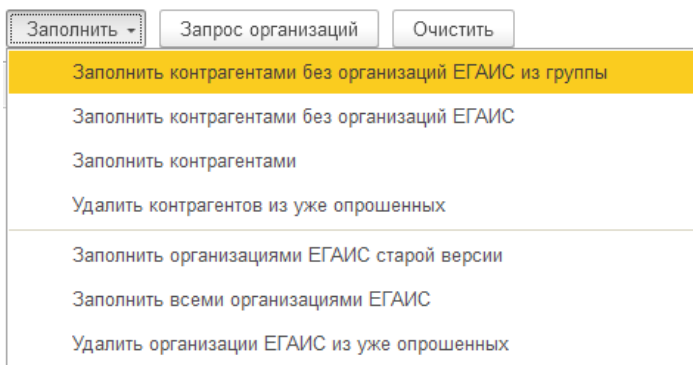 Заполнить Запрос организаций Очистить
Заполнить контрагентами без организаций ЕГАИС из группы
Заполнить контрагентами без организаций ЕГАИС
Заполнить контрагентами
Удалить контрагентов из уже опрошенных
Заполнить организациями ЕГАИС старой версии
Заполнить всеми организациями ЕГАИС
Удалить организации ЕГАИС из уже опрошенных